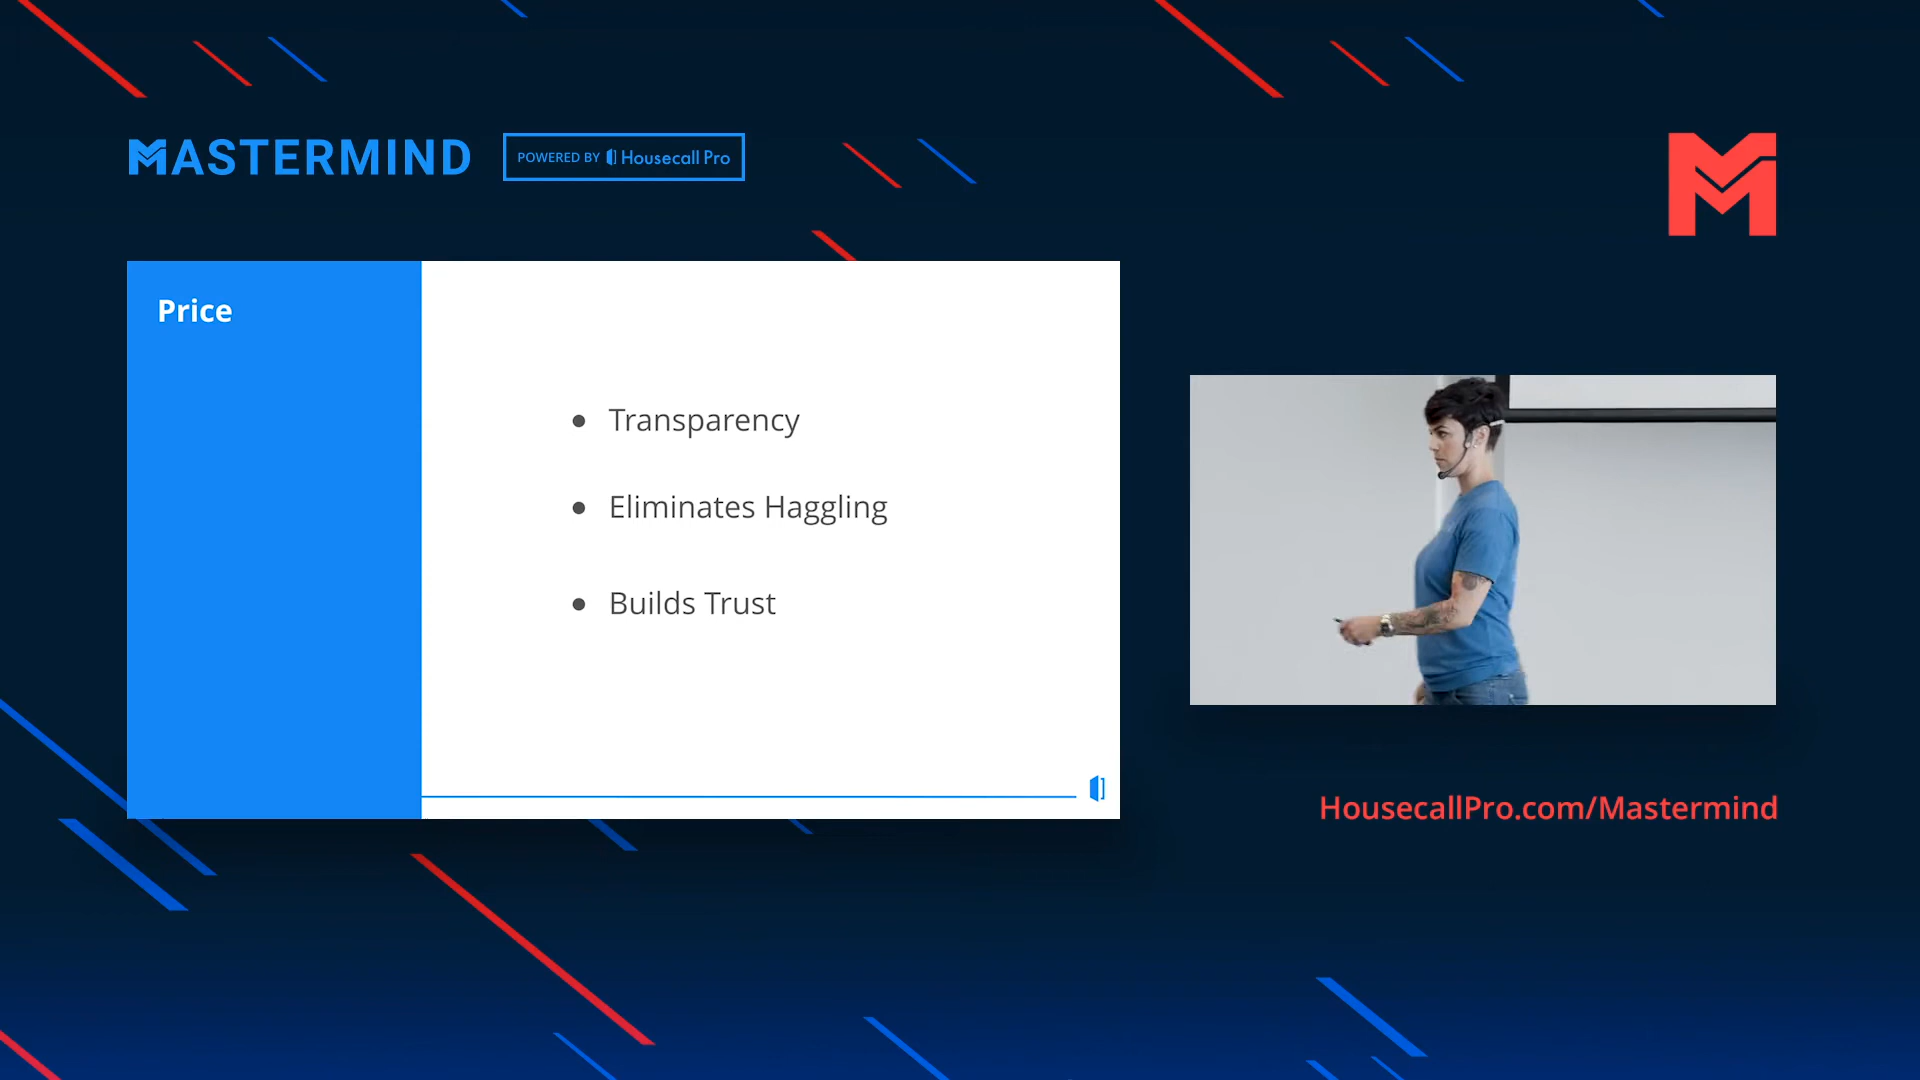 MASTERMIND
POWERED BY Housecall Pro
Price
● Transparency
● Eliminates Haggling
● Builds Trust
HousecallPro.com/Mastermind